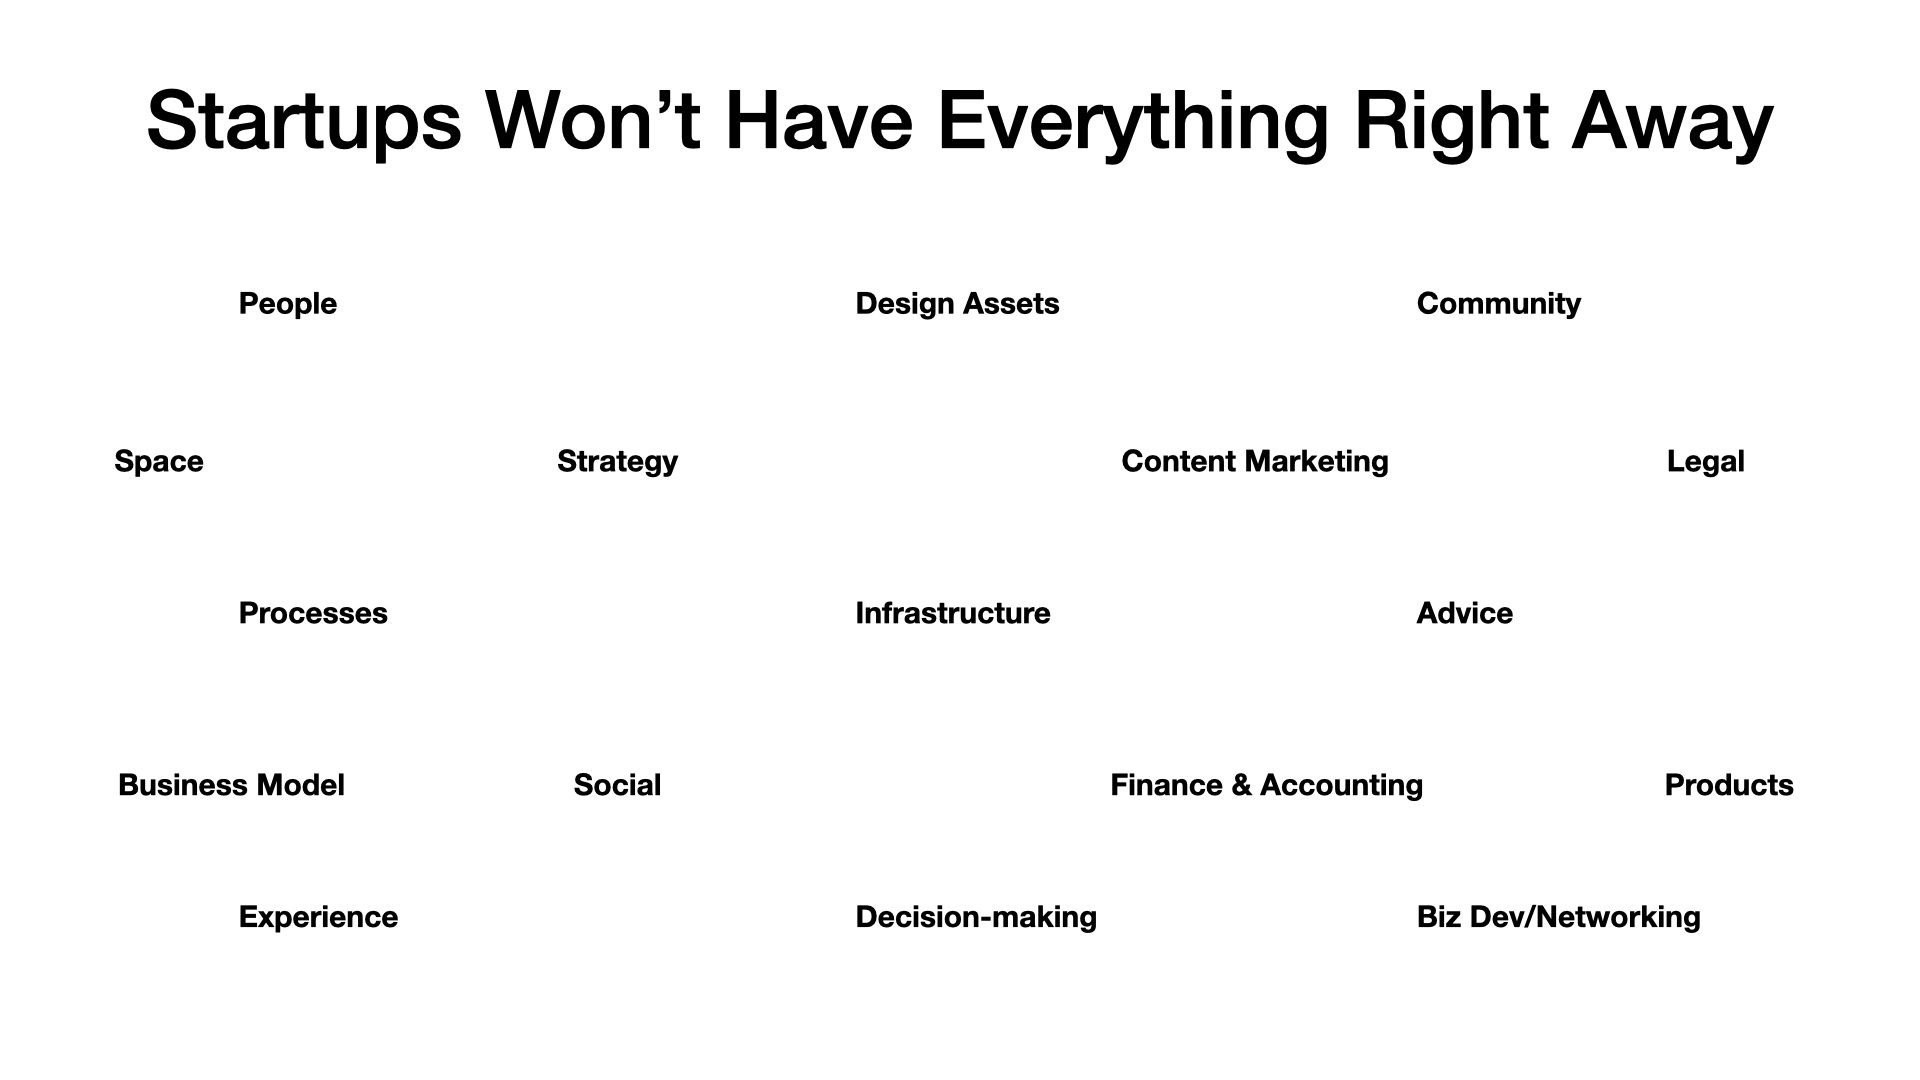 Startups Won’t Have Everything Right Away
People Design Assets Community
Space Strategy Content Marketing Legal
Processes Infrastructure Advice
Business Model Social Finance & Accounting Products
Experience Decision-making Biz Dev/Networking